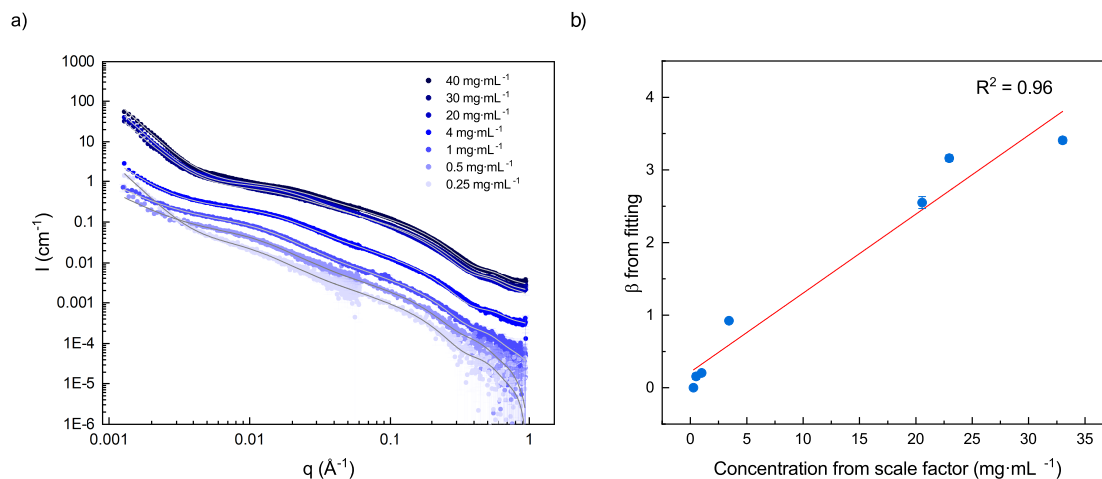 a)
1000
100
10
1
0.1
0.01
0.001
1E-4
1E-5
1E-6
I (cm⁻¹)
0.001
0.01
0.1
1
q (Å⁻¹)
40 mg·mL⁻¹
30 mg·mL⁻¹
20 mg·mL⁻¹
4 mg·mL⁻¹
1 mg·mL⁻¹
0.5 mg·mL⁻¹
0.25 mg·mL⁻¹
b)
R² = 0.96
4
3
2
1
0
β from fitting
0
5
10
15
20
25
30
35
Concentration from scale factor (mg·mL⁻¹)